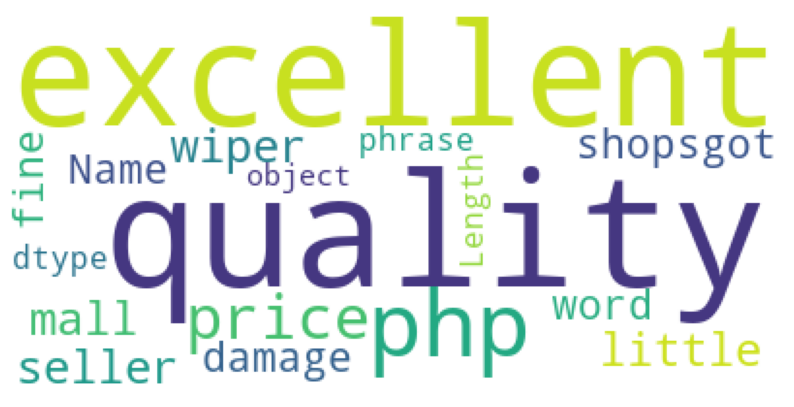 excellent
fine
wiper
phrase
shopsgot
Name
object
Length
quality
dtype
mall
price
php
word
seller
damage
little